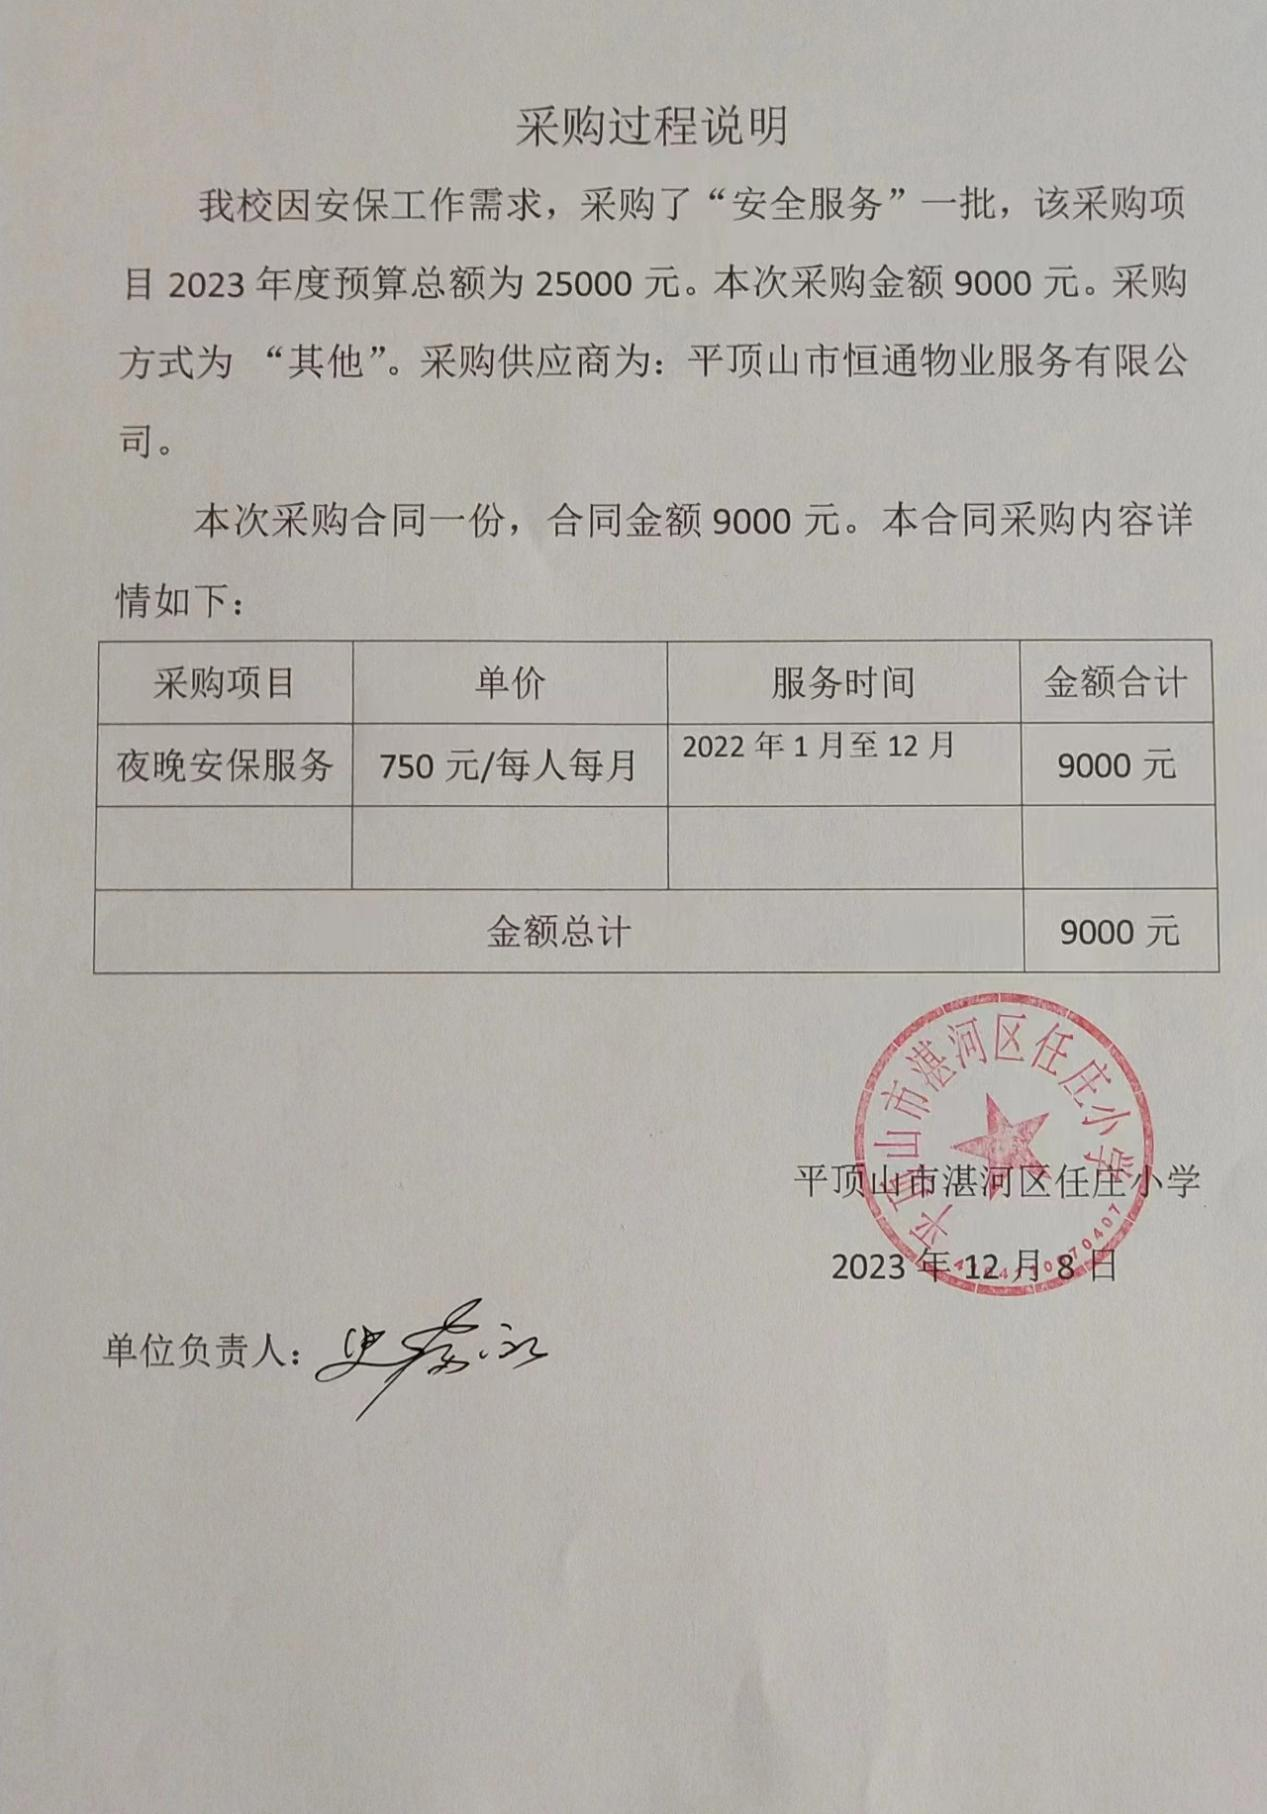 采购过程说明
我校因安保工作需求，采购了“安全服务”一批，该采购项
目 2023 年度预算总额为 25000 元。本次采购金额 9000 元。采购
方式为 “其他”。采购供应商为：平顶山市恒通物业服务有限公
司。
本次采购合同一份，合同金额 9000 元。本合同采购内容详
情如下：
采购项目 单价 服务时间 金额合计
夜晚安保服务 750 元/每人每月 2022 年 1 月至 12 月 9000 元
金额总计 9000 元
平顶山市湛河区任庄小学
平顶山市湛河区任庄小学
2023 年 12 月 8 日
单位负责人：